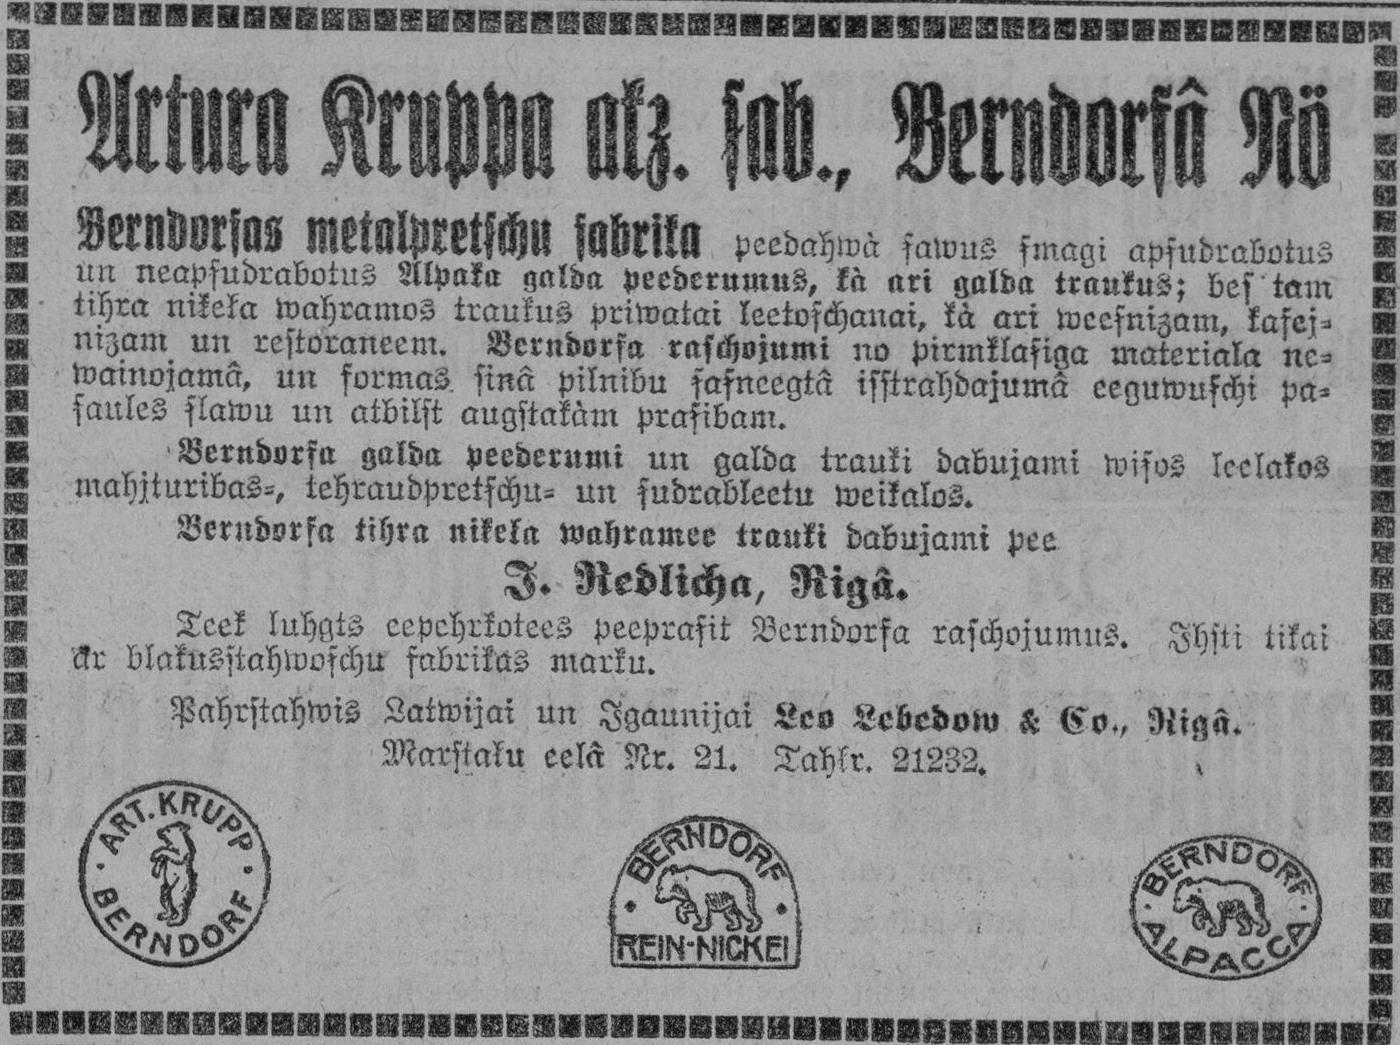 Artura Kruppa akz. ſab., Berndorfâ Nö
Berndorfas metalpretſchu fabrika peedahwà ſawus ſmagi apſudrabotus
un neapſudrabotus Alpaka galda peederumus, kà ari galda traukus; beſ tam
tihra nikeła wahramos traukus priwatai leetoſchanai, kà ari weeſnizam, kafej⸗
nizam un reſtoraneem. Berndorfa raſchojumi no pirmklaſiga materiala ne⸗
wainojamâ, un formas ſinâ pilnibu ſaſneegtâ iſſtrahdajumâ eeguwuſchi pa⸗
ſaules ſlawu un atbilſt augſtakàm praſibam.
Berndorfa galda peederumi un galda trauki dabujami wiſos leelakos
mahjturibas⸗, tehraudpretſchu⸗ un ſudrableetu weikalos.
Berndorfa tihra nikeła wahramee trauki dabujami pee
J. Redlicha, Rigâ.
Teek luhgts eepehrkotees peepraſit Berndorfa raſchojumus. Ihſti tikai
ar blakusſtahwoſchu fabrikas marku.
Pahrſtahwis Latwijai un Igaunijai Leo Lebedow & Co., Rigâ.
Marſtaku eelâ Nr. 21. Tahlr. 21232.
ART. KRUPP
BERNDORF
BERNDORF
REIN-NICKEL
BERNDORF
ALPACCA